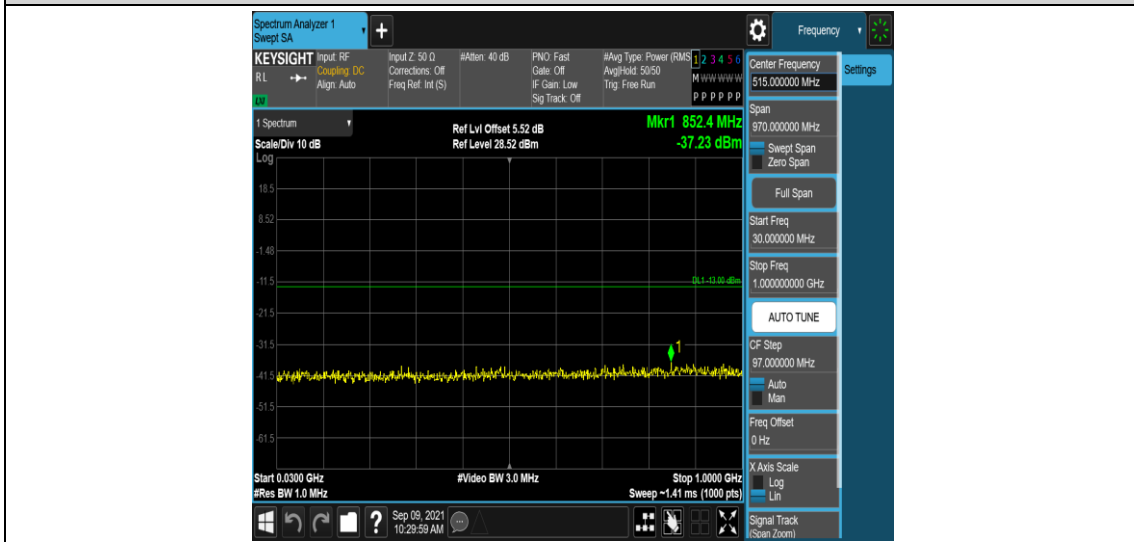 Spectrum Analyzer 1
Swept SA
+
Frequency
KEYSIGHT
RL
LXI
Input: RF
Coupling: DC
Align: Auto
Input Z: 50 Ω
Corrections: Off
Freq Ref: Int (S)
#Atten: 40 dB
PNO: Fast
Gate: Off
IF Gain: Low
Sig Track: Off
#Avg Type: Power (RMS
Avg|Hold: 50/50
Trig: Free Run
1 2 3 4 5 6
M W W W W W
P P P P P P
1 Spectrum
Scale/Div 10 dB
Log
Ref Lvl Offset 5.52 dB
Ref Level 28.52 dBm
Mkr1 852.4 MHz
-37.23 dBm
18.5
8.52
-1.48
-11.5
DL1 -13.00 dBm
-21.5
-31.5
1
-41.5
-51.5
-61.5
Start 0.0300 GHz
#Video BW 3.0 MHz
Stop 1.0000 GHz
#Res BW 1.0 MHz
Sweep ~1.41 ms (1000 pts)
Center Frequency
515.000000 MHz
Settings
Span
970.000000 MHz
Swept Span
Zero Span
Full Span
Start Freq
30.000000 MHz
Stop Freq
1.000000000 GHz
AUTO TUNE
CF Step
97.000000 MHz
Auto
Man
Freq Offset
0 Hz
X Axis Scale
Log
Lin
Signal Track
(Span Zoom)
?
Sep 09, 2021
10:29:59 AM